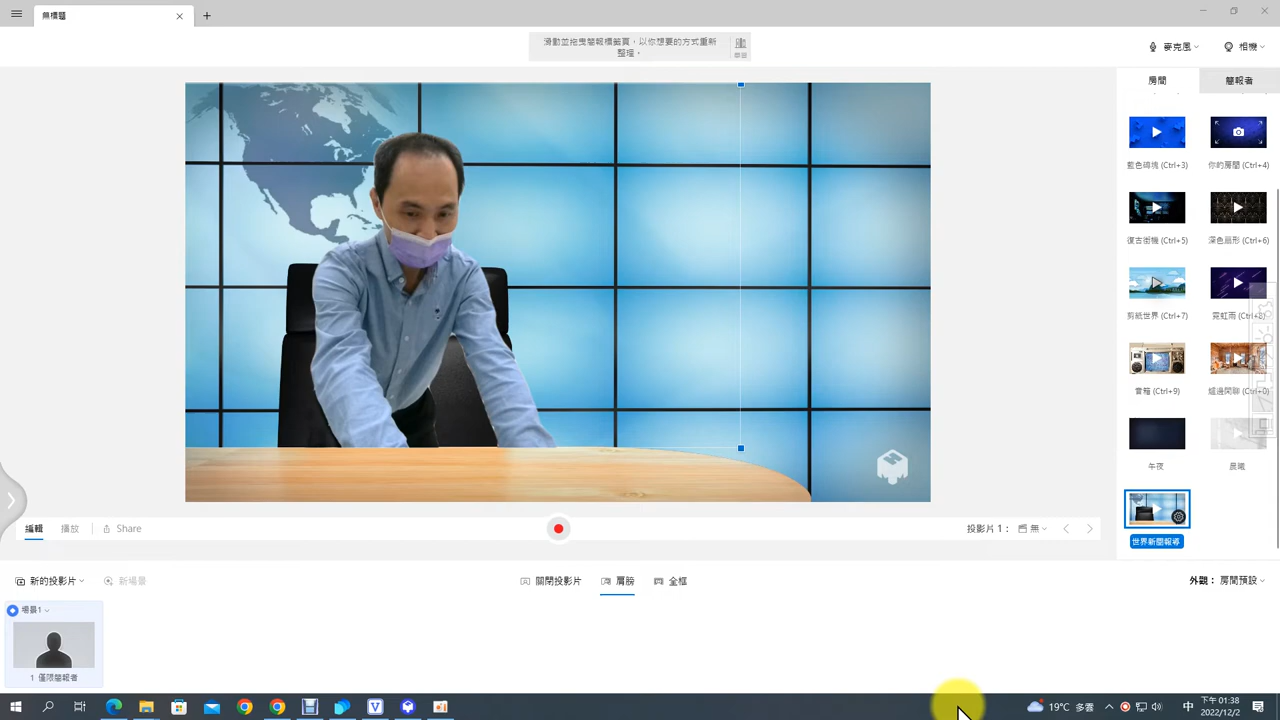 無標題
滑動並拖曳簡報標籤頁，以你想要的方式重新
整理。
麥克風
相機
房間
簡報者
藍色磚塊 (Ctrl+3)
你的房間 (Ctrl+4)
復古街機 (Ctrl+5)
深色扇形 (Ctrl+6)
剪紙世界 (Ctrl+7)
霓虹雨 (Ctrl+8)
音箱 (Ctrl+9)
爐邊閑聊 (Ctrl+0)
午夜
晨曦
世界新聞報導
編輯
播放
Share
投影片 1：
無
新的投影片
新場景
關閉投影片
肩膀
全框
外觀：
房間預設
場景1
1 僅限簡報者
19°C 多雲
中
下午 01:38
2022/12/2